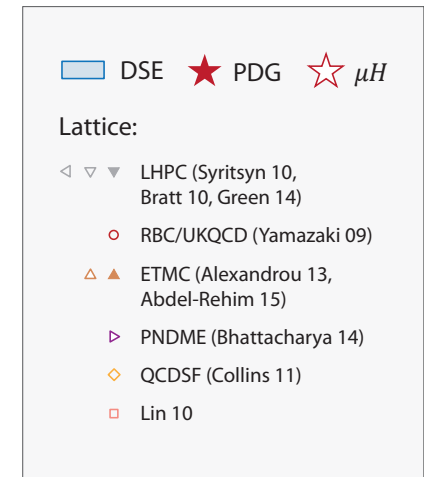 DSE PDG μH
Lattice:
LHPC (Syritsyn 10,
Bratt 10, Green 14)
RBC/UKQCD (Yamazaki 09)
ETMC (Alexandrou 13,
Abdel-Rehim 15)
PNDME (Bhattacharya 14)
QCDSF (Collins 11)
Lin 10